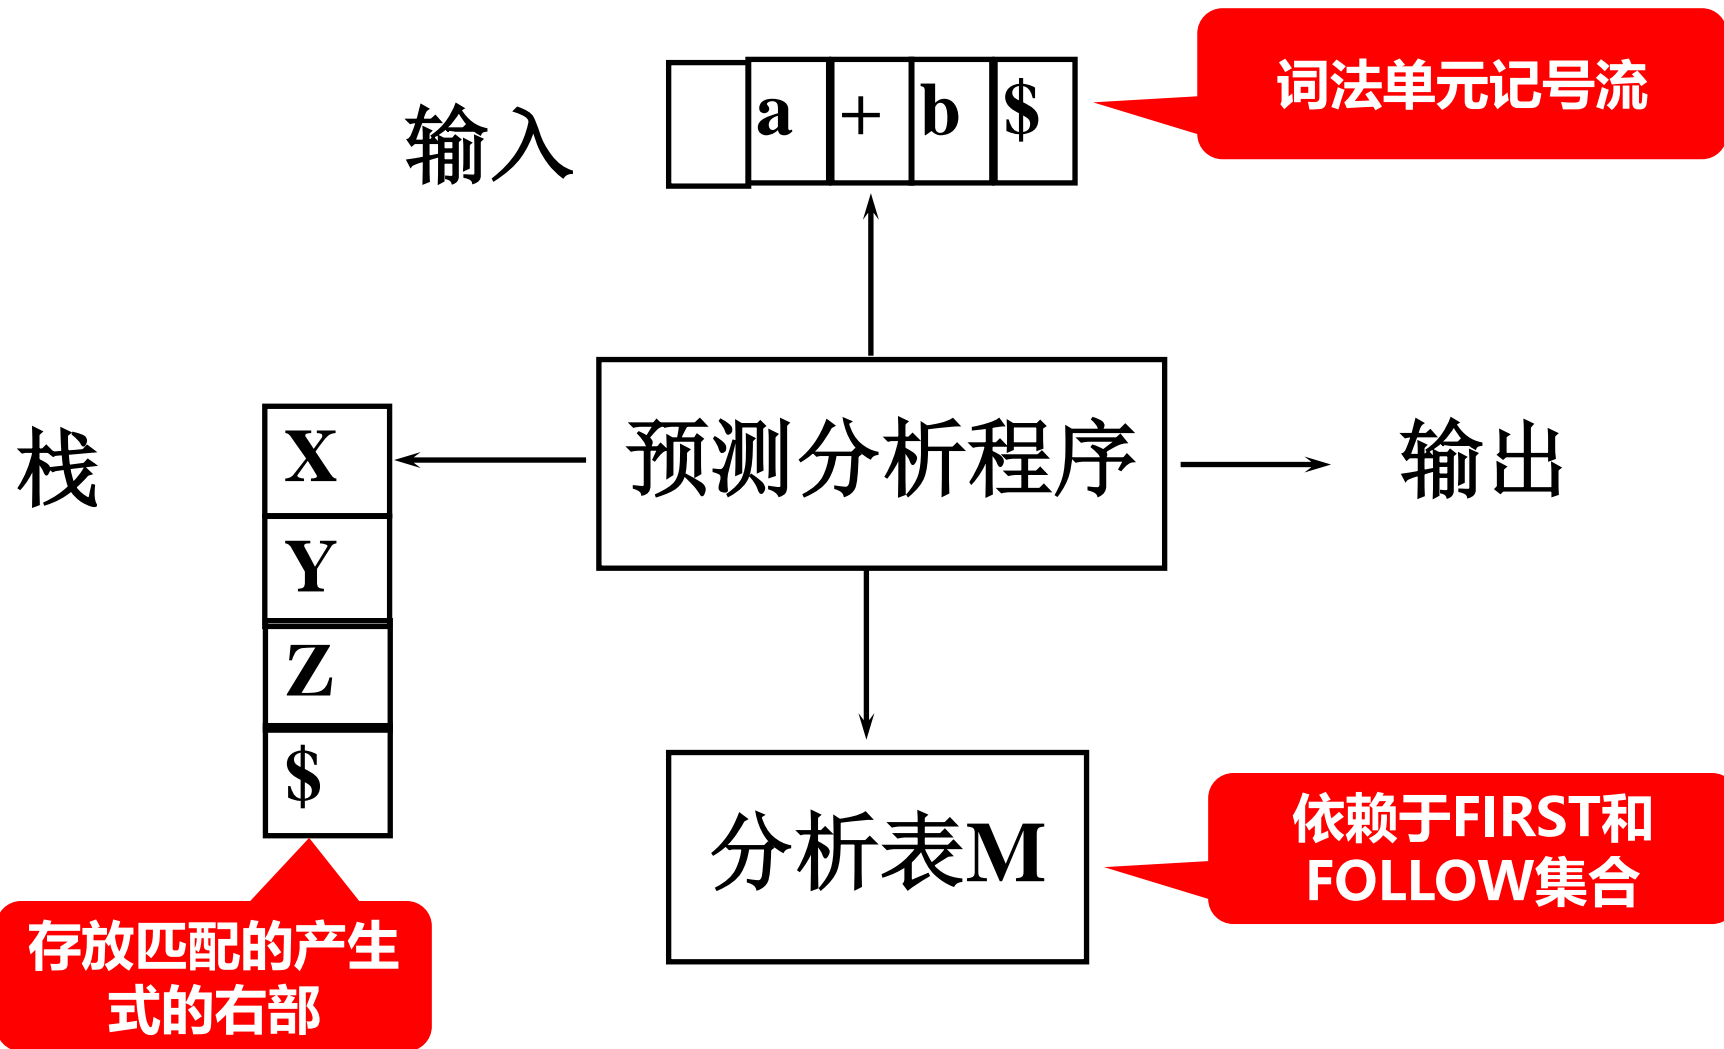 词法单元记号流
输入
a + b $
栈
X
Y
Z
$
预测分析程序
输出
分析表M
依赖于FIRST和
FOLLOW集合
存放匹配的产生
式的右部